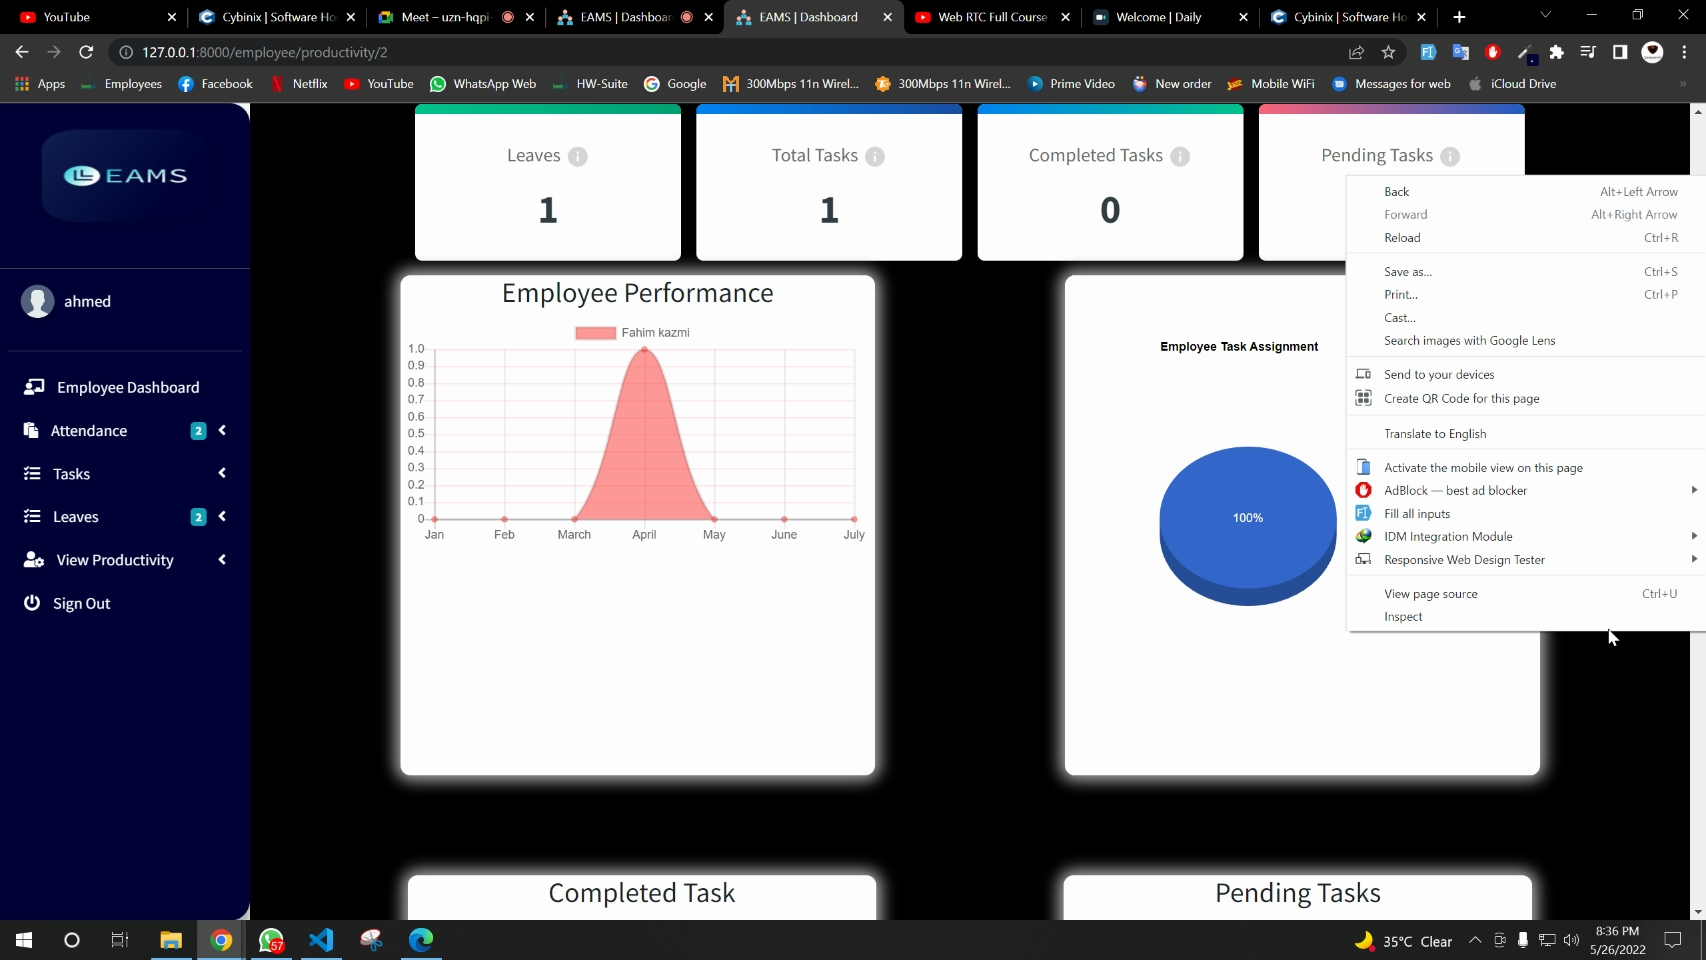 YouTube
Cybinix | Software Ho
Meet – uzn-hqpi-
EAMS | Dashboar
EAMS | Dashboard
Web RTC Full Course
Welcome | Daily
Cybinix | Software Ho
127.0.0.1:8000/employee/productivity/2
Apps
Employees
Facebook
Netflix
YouTube
WhatsApp Web
HW-Suite
Google
300Mbps 11n Wirel...
300Mbps 11n Wirel...
Prime Video
New order
Mobile WiFi
Messages for web
iCloud Drive
»
EAMS
ahmed
Employee Dashboard
Attendance 2
Tasks
Leaves 2
View Productivity
Sign Out
Leaves
1
Total Tasks
1
Completed Tasks
0
Pending Tasks
Employee Performance
Fahim kazmi
1.0
0.9
0.8
0.7
0.6
0.5
0.4
0.3
0.2
0.1
0
Jan Feb March April May June July
Employee Task Assignment
100%
Back Alt+Left Arrow
Forward Alt+Right Arrow
Reload Ctrl+R
Save as... Ctrl+S
Print... Ctrl+P
Cast...
Search images with Google Lens
Send to your devices
Create QR Code for this page
Translate to English
Activate the mobile view on this page
AdBlock — best ad blocker
Fill all inputs
IDM Integration Module
Responsive Web Design Tester
View page source Ctrl+U
Inspect
Completed Task
Pending Tasks
57
35°C Clear
8:36 PM
5/26/2022